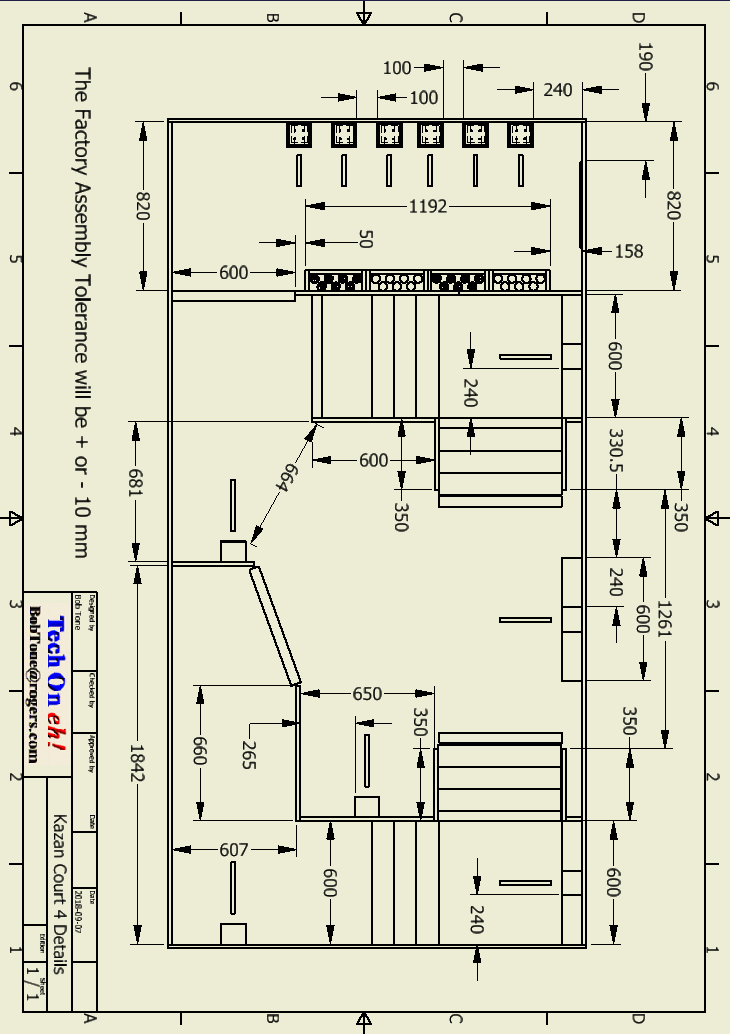 A
B
C
D
6
6
190
100
100
240
The Factory Assembly Tolerance will be + or - 10 mm
820
820
1192
50
158
5
5
600
600
240
4
4
681
664
600
350
330.5
350
3
3
240
600
1261
Designed by
Bob Tone
Checked by
Approved by
Date
Date
2018-09-07
Tech On eh!
BobTone@rogers.com
Kazan Court 4 Details
Edition
Sheet
1 / 1
1842
660
265
650
350
350
2
2
607
600
240
600
1
1
A
B
C
D